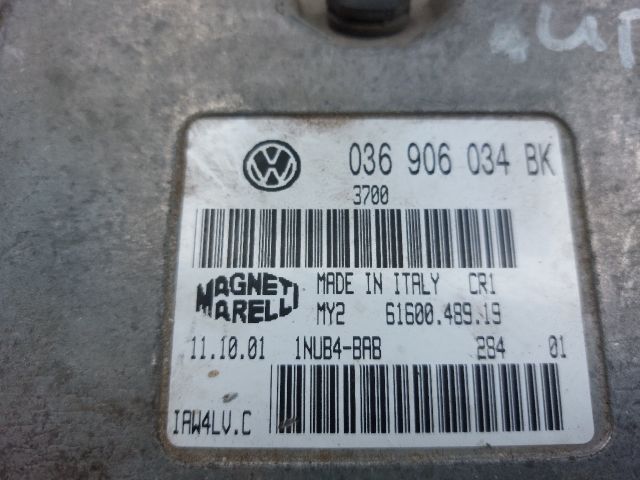 036 906 034 BK
3700
MAGNETI MARELLI
MADE IN ITALY CR1
MY2 61600.489.19
11.10.01 1NUB4-BAB 284 01
IAW4LV.C